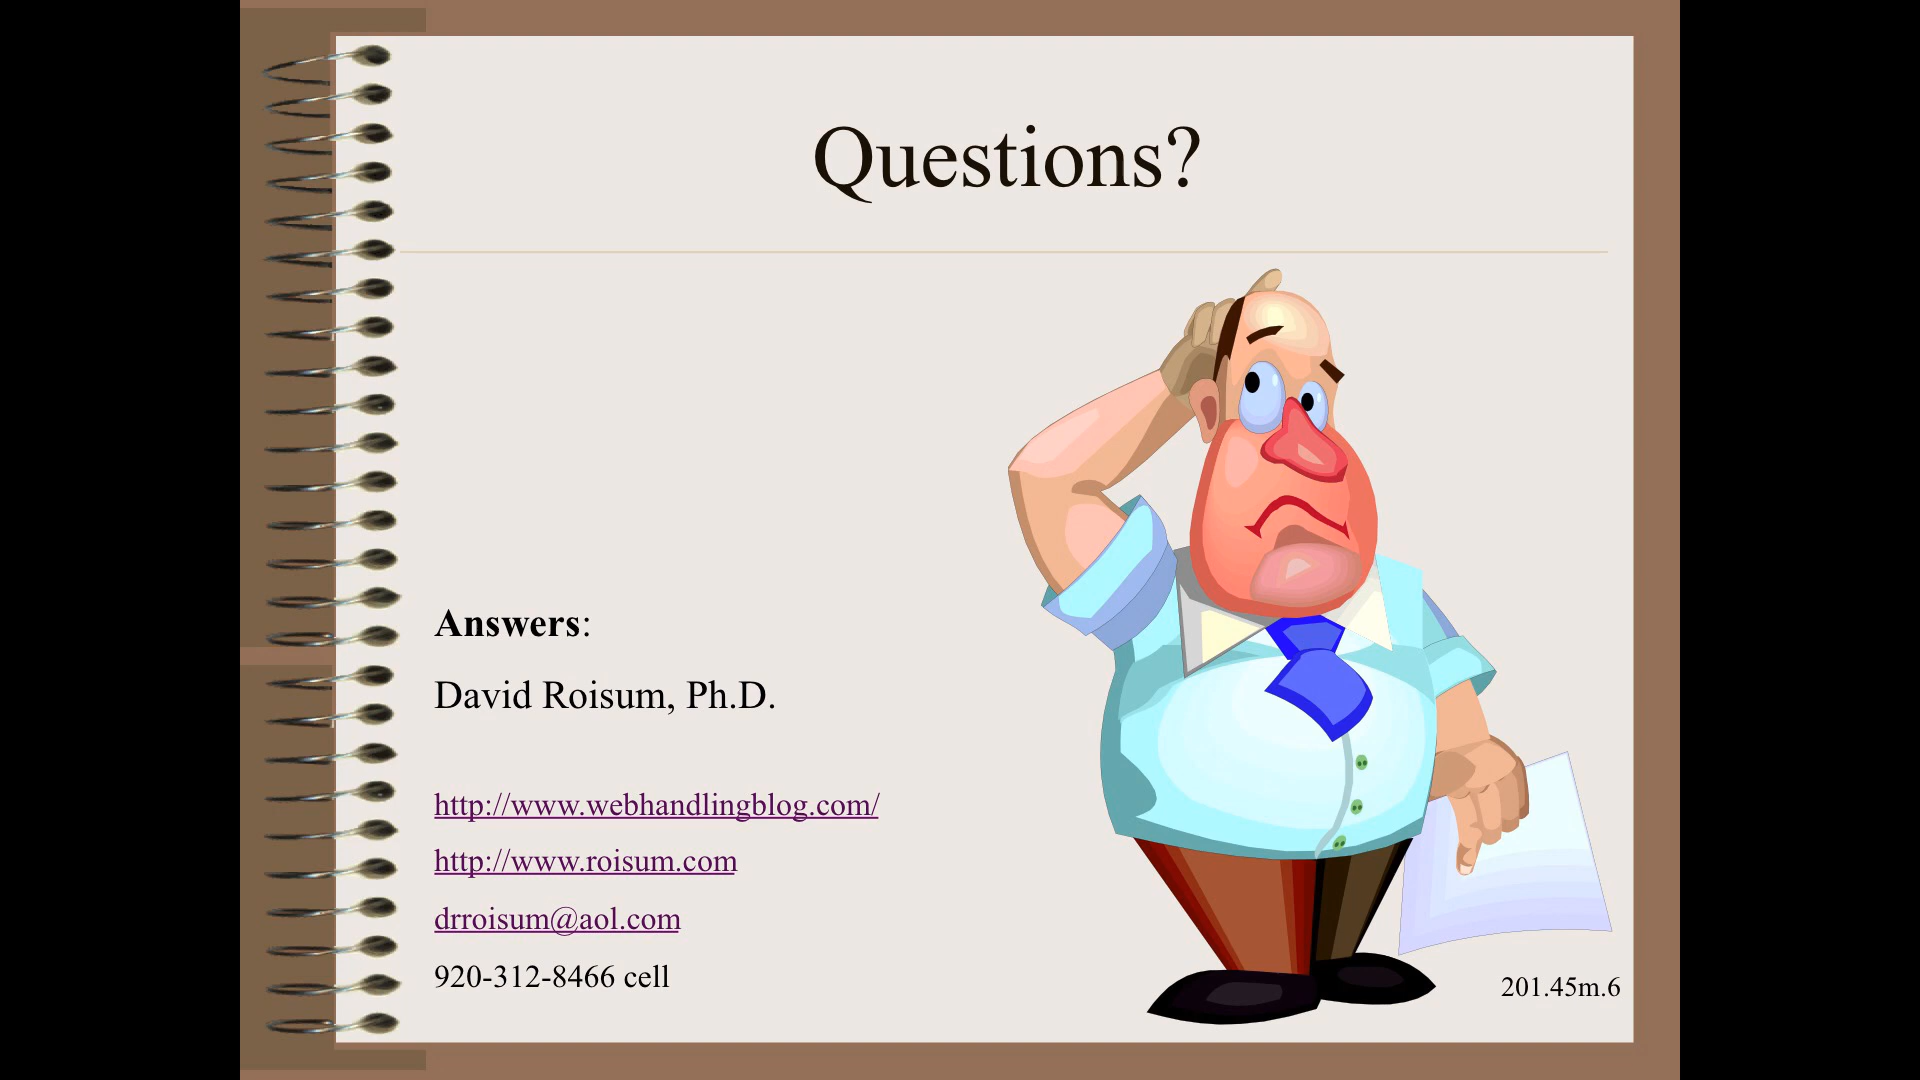 Questions?
Answers:
David Roisum, Ph.D.
http://www.webhandlingblog.com/
http://www.roisum.com
drroisum@aol.com
920-312-8466 cell
201.45m.6